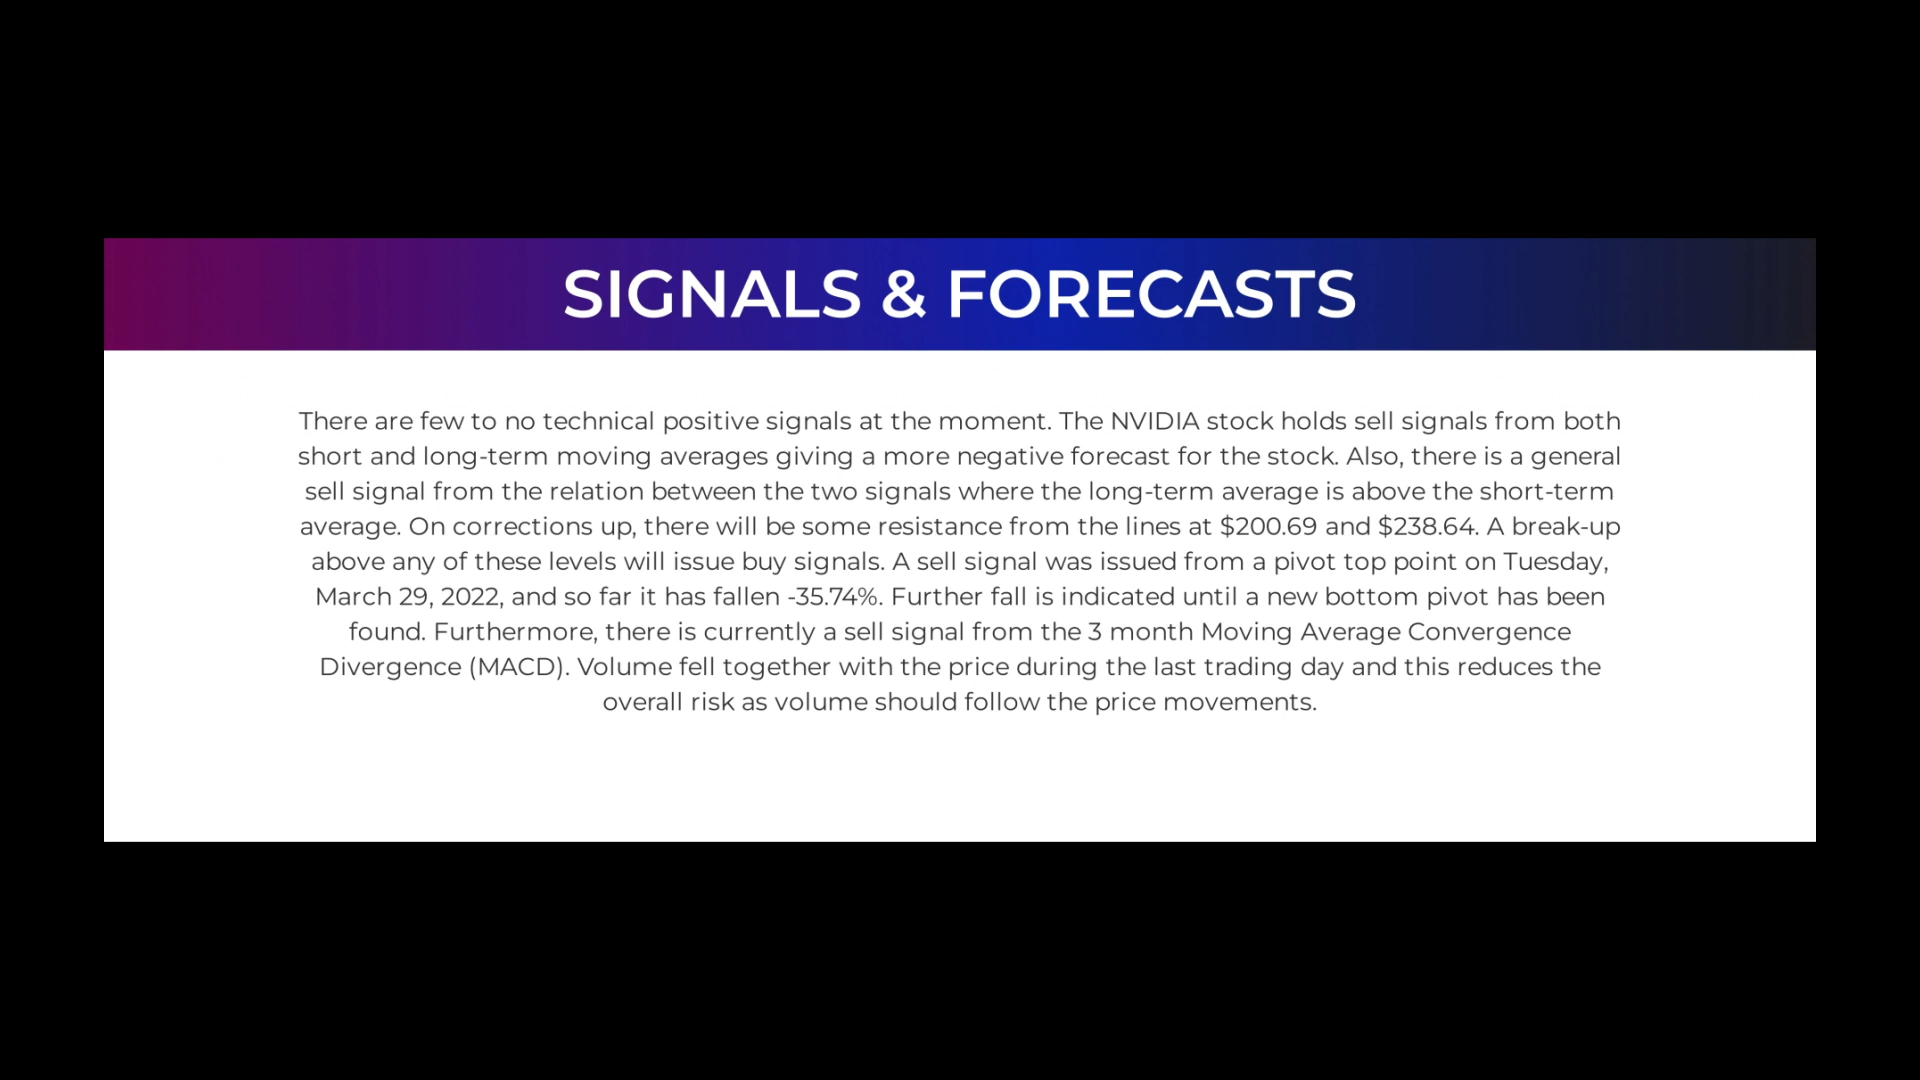 SIGNALS & FORECASTS
There are few to no technical positive signals at the moment. The NVIDIA stock holds sell signals from both
short and long-term moving averages giving a more negative forecast for the stock. Also, there is a general
sell signal from the relation between the two signals where the long-term average is above the short-term
average. On corrections up, there will be some resistance from the lines at $200.69 and $238.64. A break-up
above any of these levels will issue buy signals. A sell signal was issued from a pivot top point on Tuesday,
March 29, 2022, and so far it has fallen -35.74%. Further fall is indicated until a new bottom pivot has been
found. Furthermore, there is currently a sell signal from the 3 month Moving Average Convergence
Divergence (MACD). Volume fell together with the price during the last trading day and this reduces the
overall risk as volume should follow the price movements.